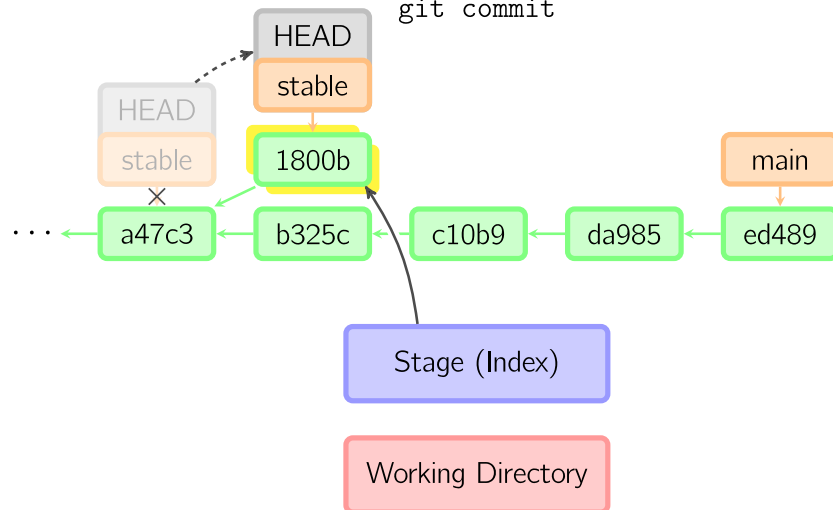 git commit
HEAD
stable
HEAD
stable
1800b
main
... a47c3 b325c c10b9 da985 ed489
Stage (Index)
Working Directory